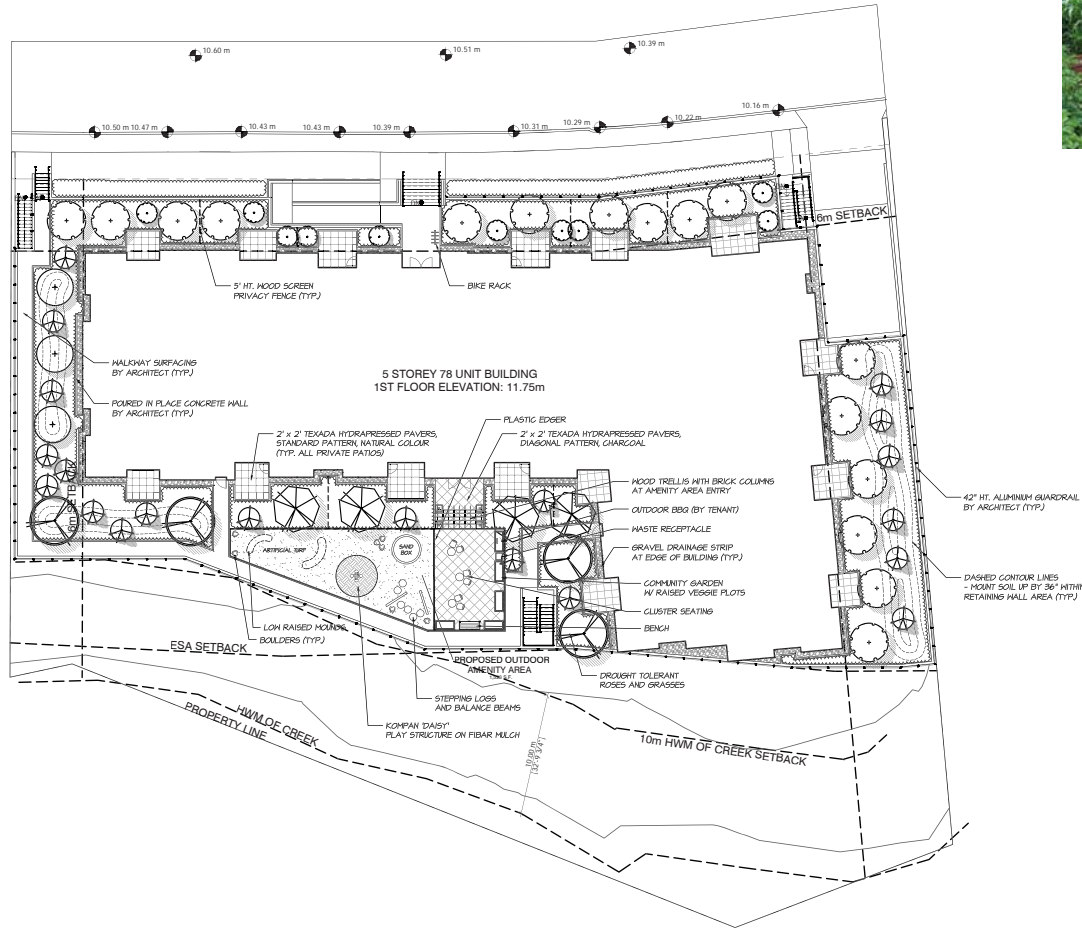 10.60 m
10.51 m
10.39 m
10.50 m
10.47 m
10.43 m
10.43 m
10.39 m
10.31 m
10.29 m
10.22 m
10.16 m
6m SETBACK
5' HT. WOOD SCREEN
PRIVACY FENCE (TYP.)
BIKE RACK
WALKWAY SURFACING
BY ARCHITECT (TYP.)
POURED IN PLACE CONCRETE WALL
BY ARCHITECT (TYP.)
5 STOREY 78 UNIT BUILDING
1ST FLOOR ELEVATION: 11.75m
PLASTIC EDGER
2' x 2' TEXADA HYDRAPRESSED PAVERS,
STANDARD PATTERN, NATURAL COLOUR
(TYP. ALL PRIVATE PATIOS)
2' x 2' TEXADA HYDRAPRESSED PAVERS,
DIAGONAL PATTERN, CHARCOAL
WOOD TRELLIS WITH BRICK COLUMNS
AT AMENITY AREA ENTRY
OUTDOOR BBQ (BY TENANT)
WASTE RECEPTACLE
GRAVEL DRAINAGE STRIP
AT EDGE OF BUILDING (TYP.)
COMMUNITY GARDEN
W/ RAISED VEGGIE PLOTS
CLUSTER SEATING
BENCH
42" HT. ALUMINIUM GUARDRAIL
BY ARCHITECT (TYP.)
DASHED CONTOUR LINES
- MOUNT SOIL UP BY 36" WITHIN
RETAINING WALL AREA (TYP.)
6m SETBACK
ARTIFICIAL TURF
SAND
BOX
LOW RAISED MOUNDS
BOULDERS (TYP.)
ESA SETBACK
PROPOSED OUTDOOR
AMENITY AREA
DROUGHT TOLERANT
ROSES AND GRASSES
STEPPING LOGS
AND BALANCE BEAMS
KOMPAN 'DAISY'
PLAY STRUCTURE ON FIBAR MULCH
HWM OF CREEK
PROPERTY LINE
10.00 m
[32'-9 3/4"]
10m HWM OF CREEK SETBACK